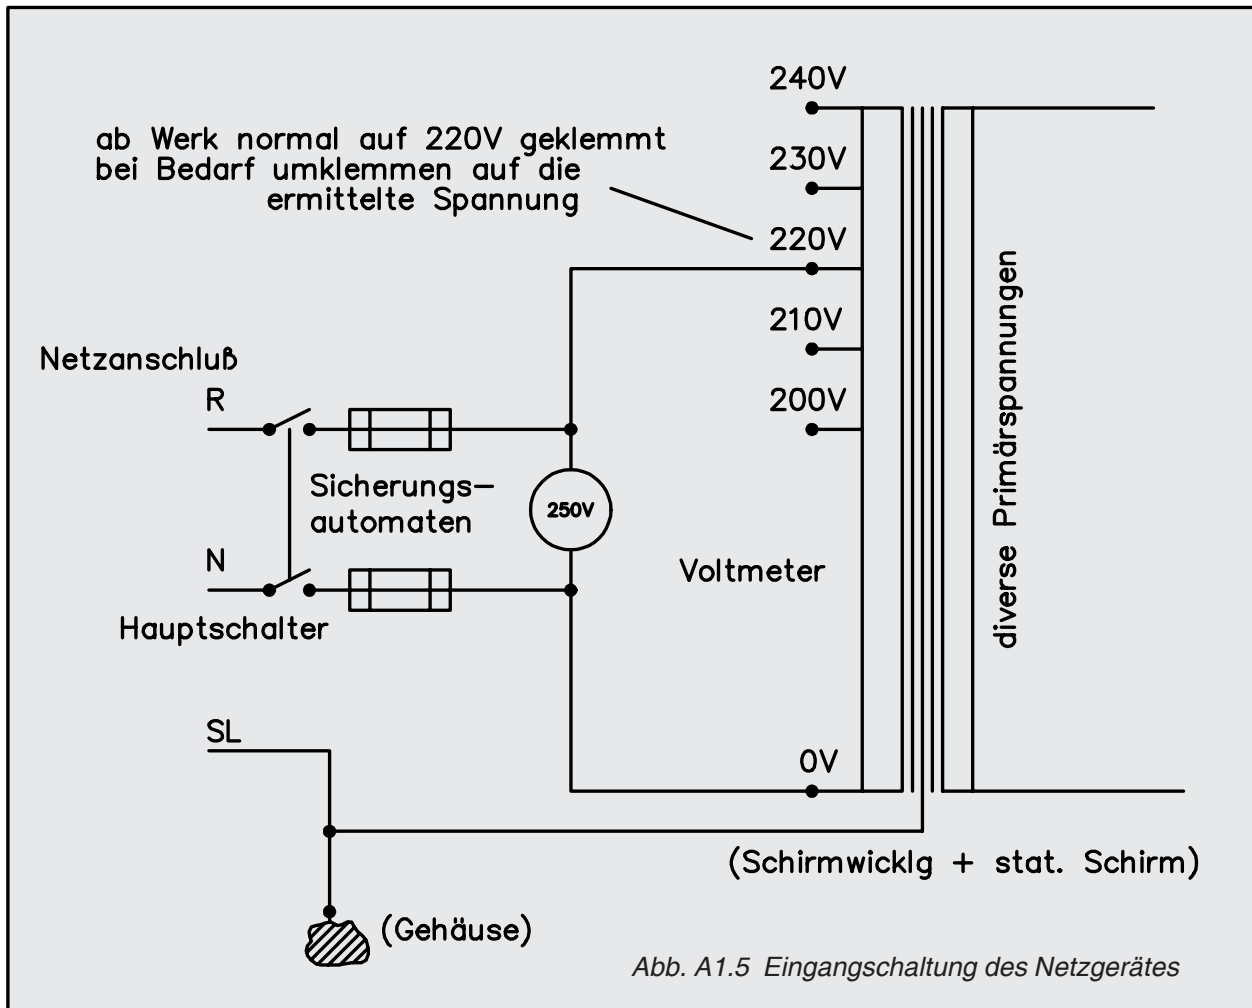 240V
ab Werk normal auf 220V geklemmt
bei Bedarf umklemmen auf die
ermittelte Spannung
230V
220V
210V
200V
Netzanschluß
R
Sicherungs-
automaten
250V
N
Voltmeter
Hauptschalter
diverse Primärspannungen
SL
0V
(Schirmwicklg + stat. Schirm)
(Gehäuse)
Abb. A1.5 Eingangschaltung des Netzgerätes